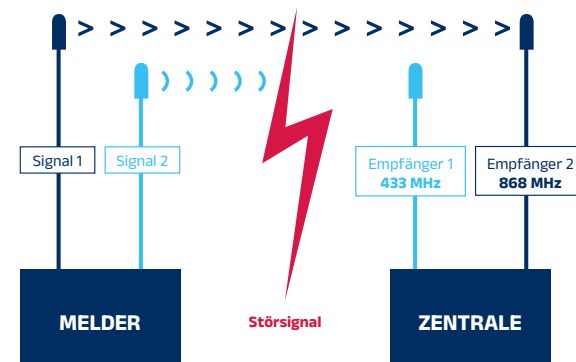 Signal 1
Signal 2
Empfänger 1
433 MHz
Empfänger 2
868 MHz
MELDER
Störsignal
ZENTRALE